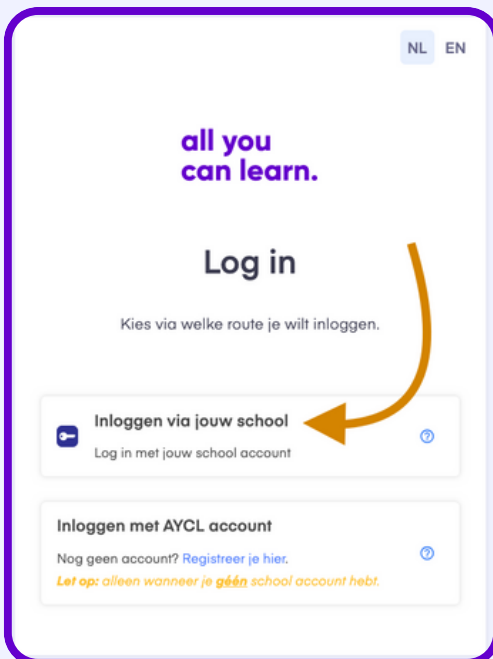 NL EN
all you
can learn.
Log in
Kies via welke route je wilt inloggen.
Inloggen via jouw school
Log in met jouw school account
Inloggen met AYCL account
Nog geen account? Registreer je hier.
Let op: alleen wanneer je géén school account hebt.